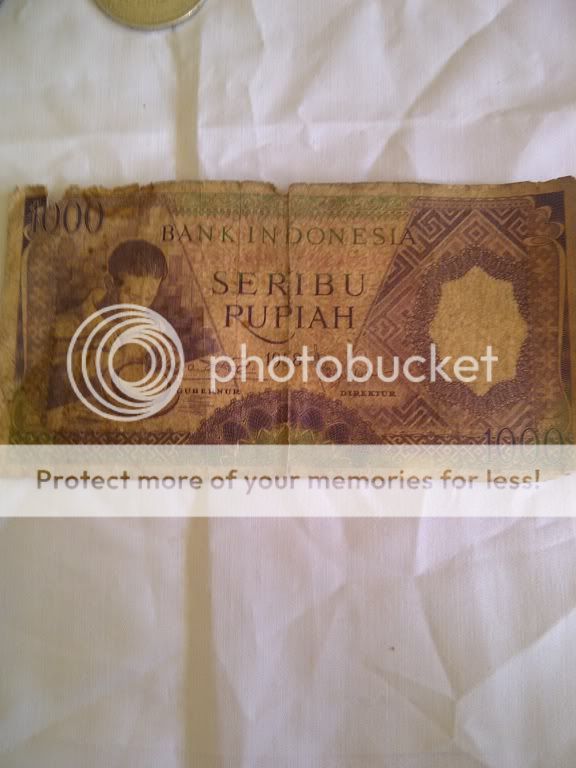 1000
BANK INDONESIA
SERIBU
RUPIAH
photobucket
GUBERNUR DIREKTUR
1000
Protect more of your memories for less!